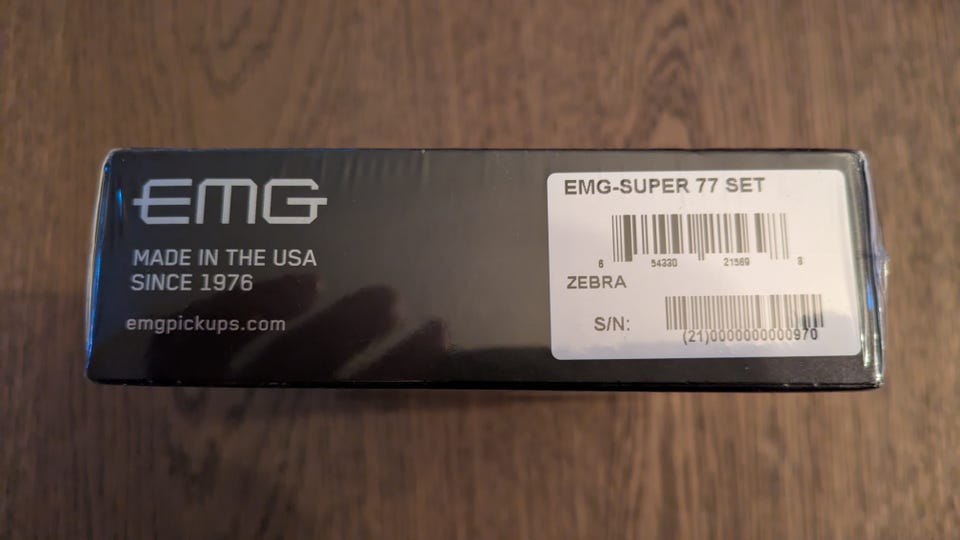 EMG
MADE IN THE USA
SINCE 1976
emgpickups.com
EMG-SUPER 77 SET
6 54330 21569 8
ZEBRA
S/N:
(21)0000000000970